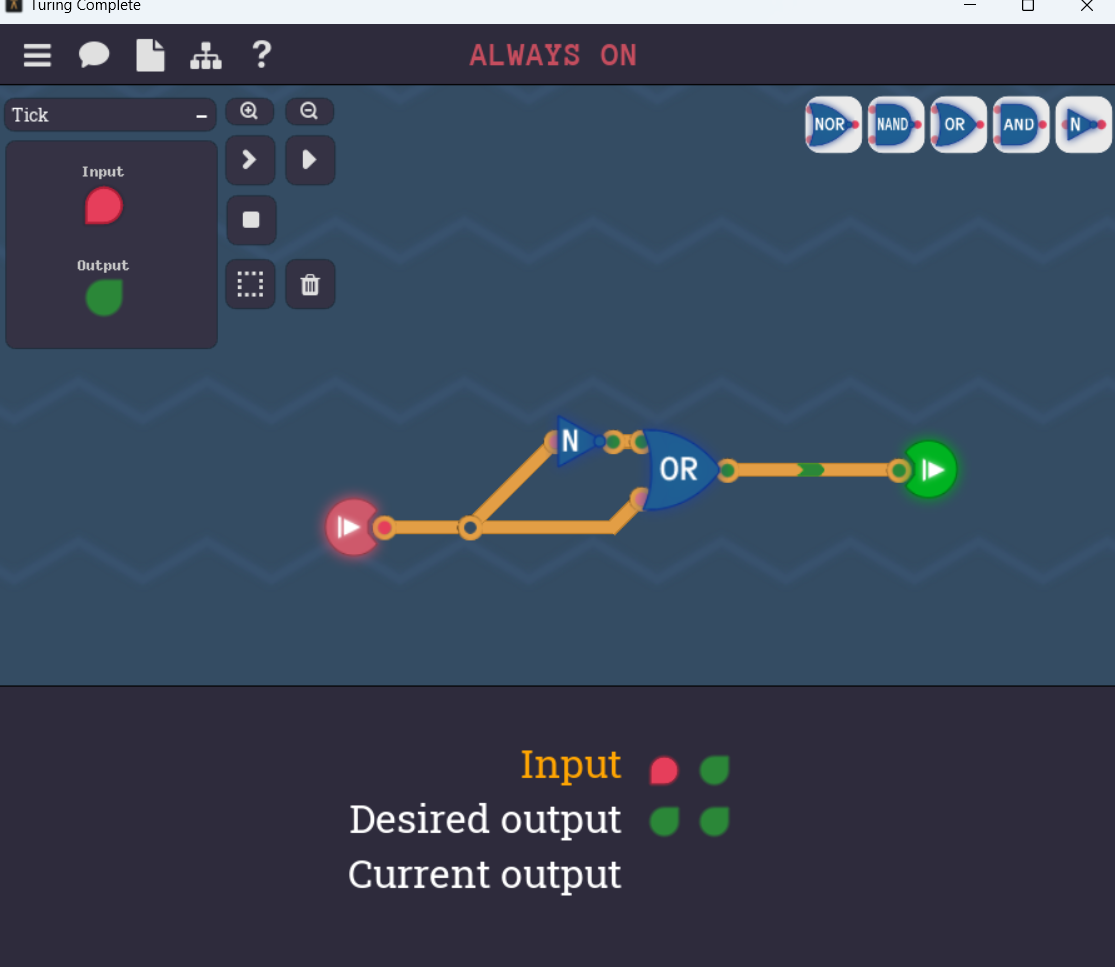 Turing Complete
ALWAYS ON
Tick
NOR NAND OR AND N
Input
Output
N
OR
Input
Desired output
Current output